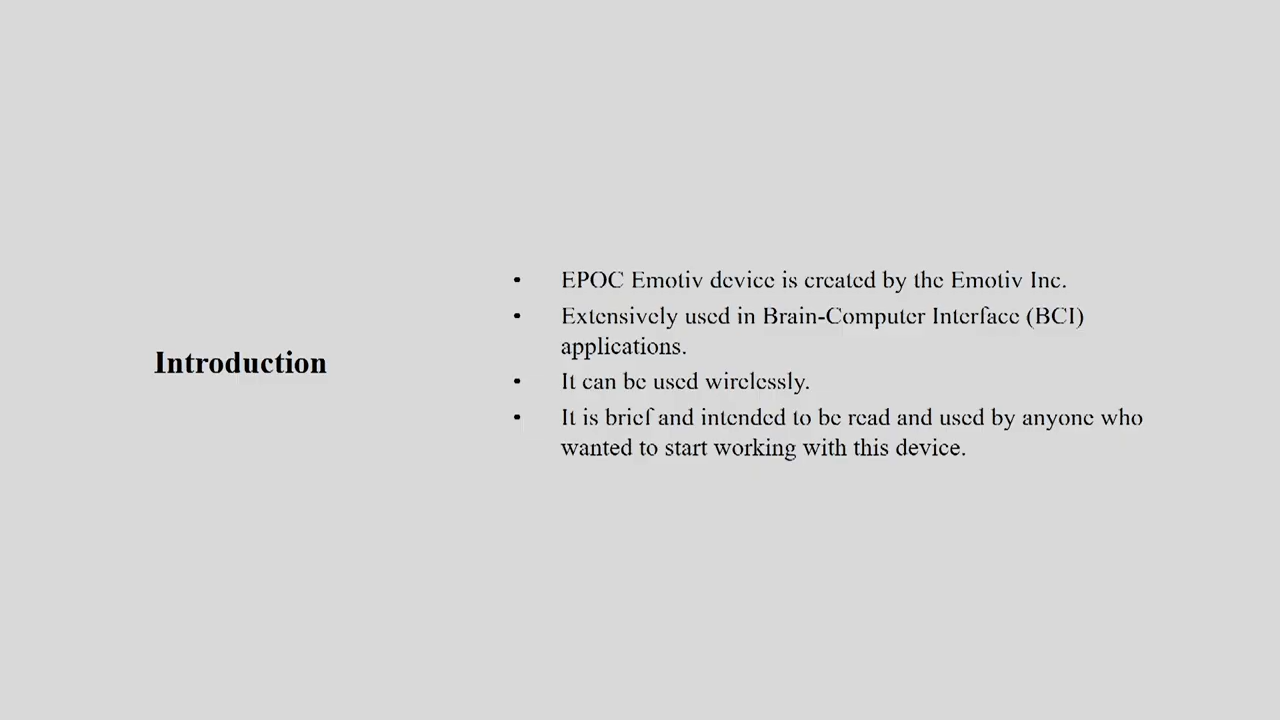 Introduction
• EPOC Emotiv device is created by the Emotiv Inc.
• Extensively used in Brain-Computer Interface (BCI)
applications.
• It can be used wirelessly.
• It is brief and intended to be read and used by anyone who
wanted to start working with this device.